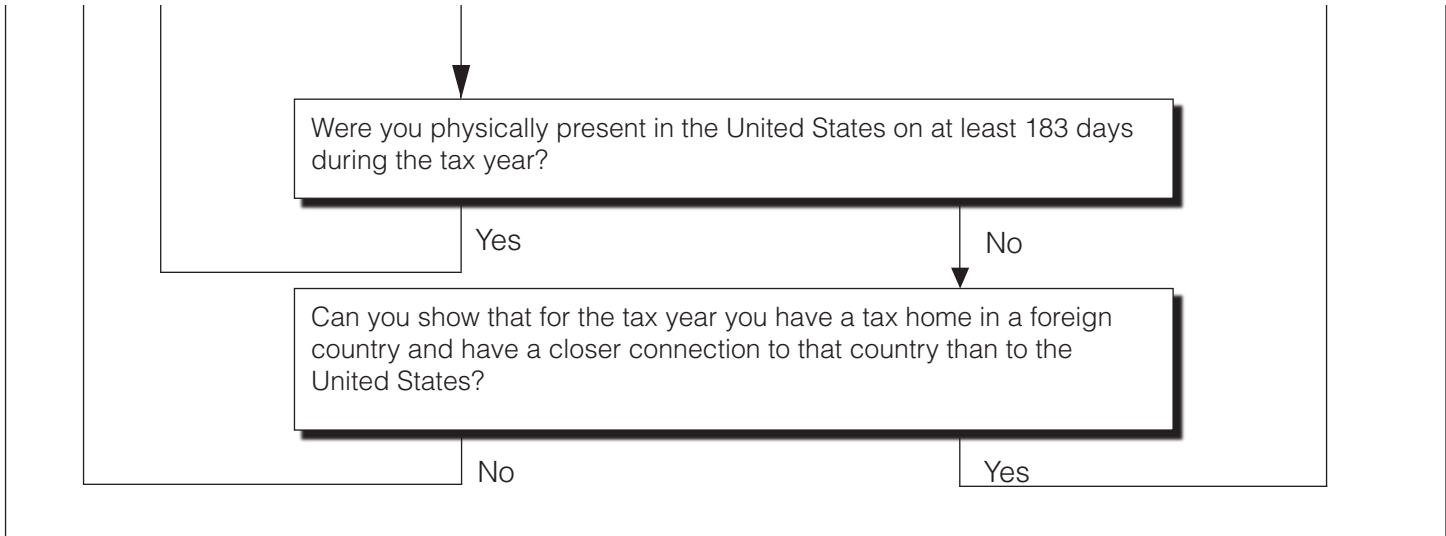 Were you physically present in the United States on at least 183 days
during the tax year?
Yes
No
Can you show that for the tax year you have a tax home in a foreign
country and have a closer connection to that country than to the
United States?
No
Yes